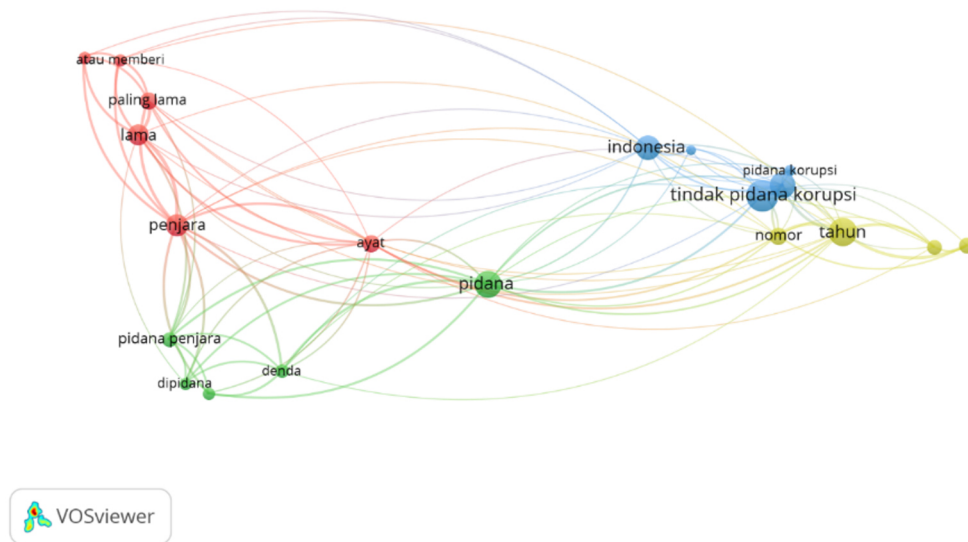 atau memberi
paling lama
lama
penjara
ayat
indonesia
pidana korupsi
tindak pidana korupsi
nomor
tahun
pidana
pidana penjara
dipidana
denda
VOSviewer